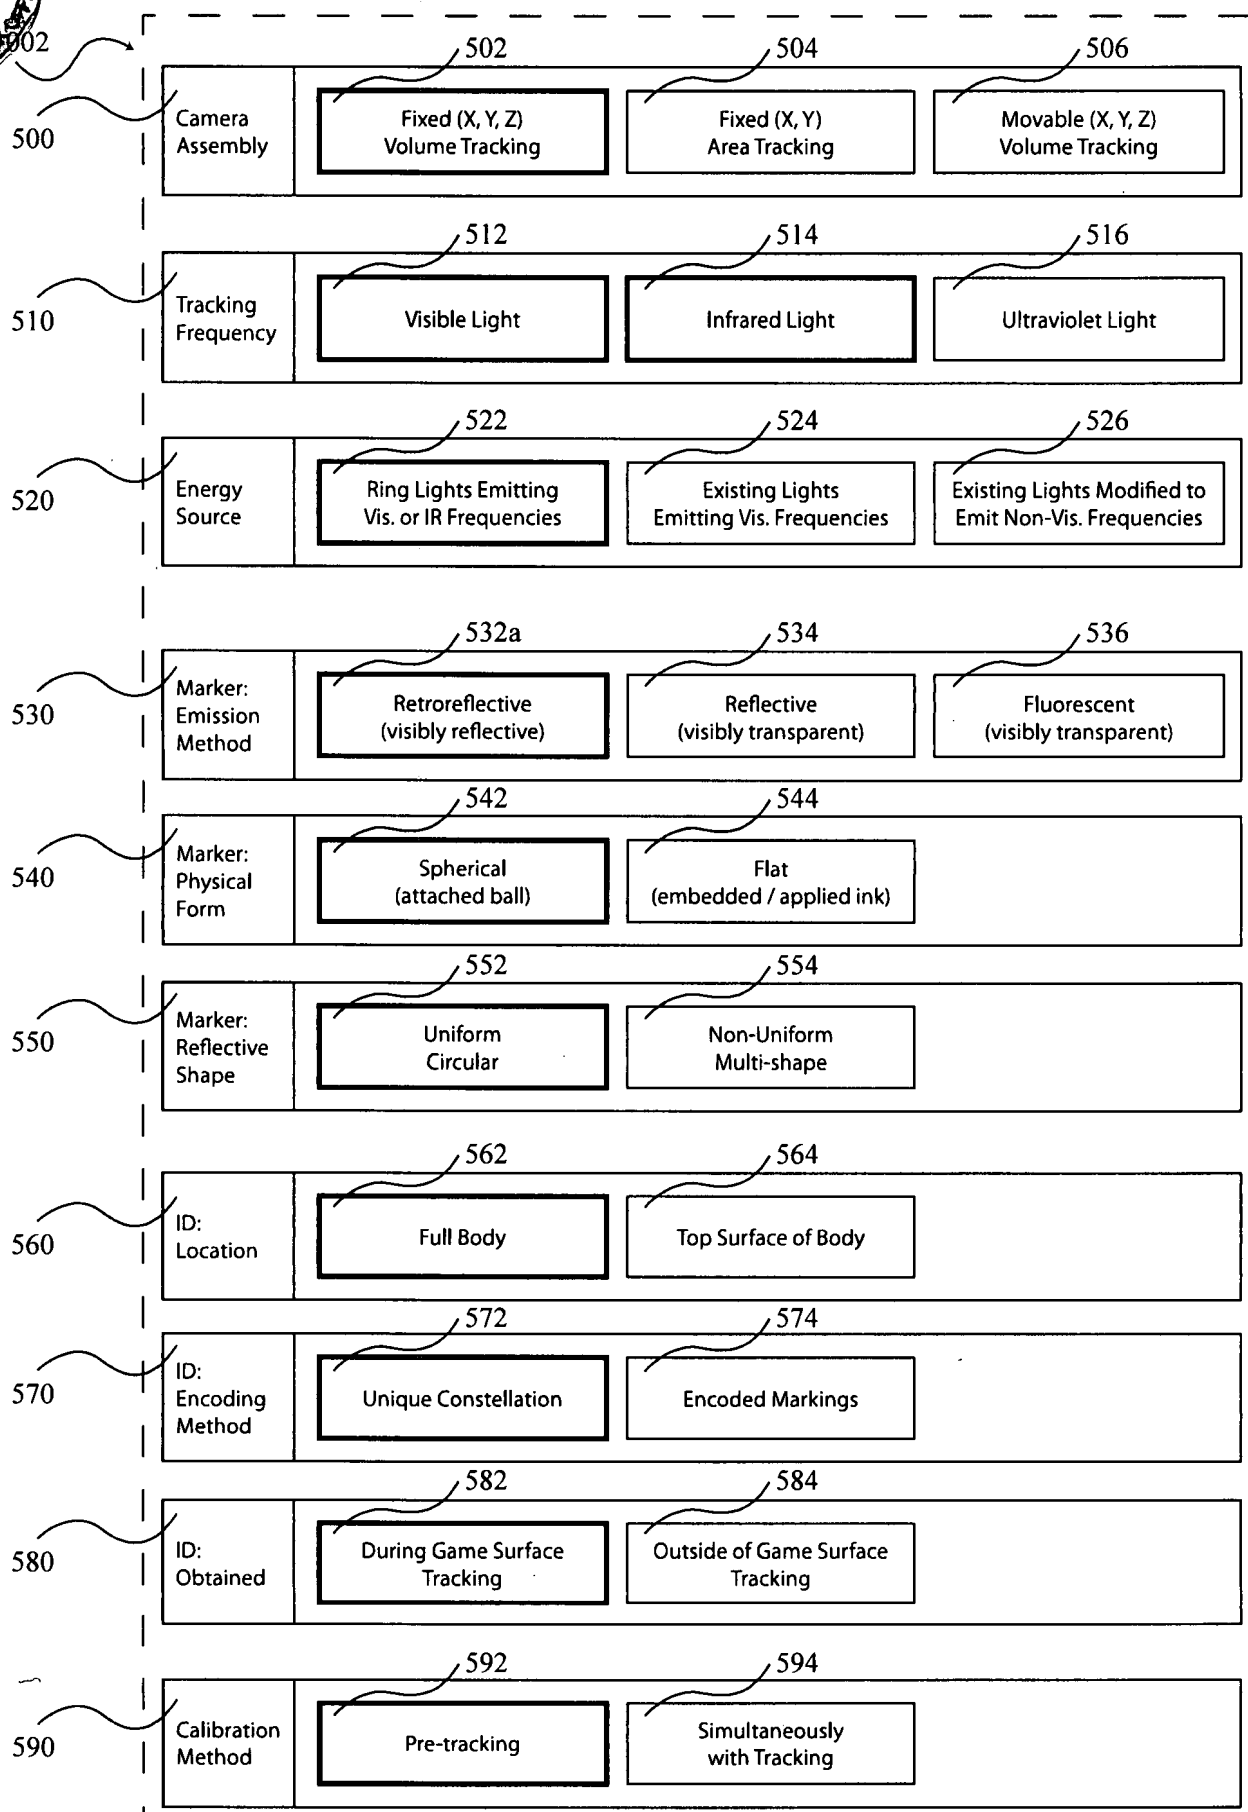 002
502
504
506
500
Camera
Assembly
Fixed (X, Y, Z)
Volume Tracking
Fixed (X, Y)
Area Tracking
Movable (X, Y, Z)
Volume Tracking
512
514
516
510
Tracking
Frequency
Visible Light
Infrared Light
Ultraviolet Light
522
524
526
520
Energy
Source
Ring Lights Emitting
Vis. or IR Frequencies
Existing Lights
Emitting Vis. Frequencies
Existing Lights Modified to
Emit Non-Vis. Frequencies
532a
534
536
530
Marker:
Emission
Method
Retroreflective
(visibly reflective)
Reflective
(visibly transparent)
Fluorescent
(visibly transparent)
542
544
540
Marker:
Physical
Form
Spherical
(attached ball)
Flat
(embedded / applied ink)
552
554
550
Marker:
Reflective
Shape
Uniform
Circular
Non-Uniform
Multi-shape
562
564
560
ID:
Location
Full Body
Top Surface of Body
572
574
570
ID:
Encoding
Method
Unique Constellation
Encoded Markings
582
584
580
ID:
Obtained
During Game Surface
Tracking
Outside of Game Surface
Tracking
592
594
590
Calibration
Method
Pre-tracking
Simultaneously
with Tracking